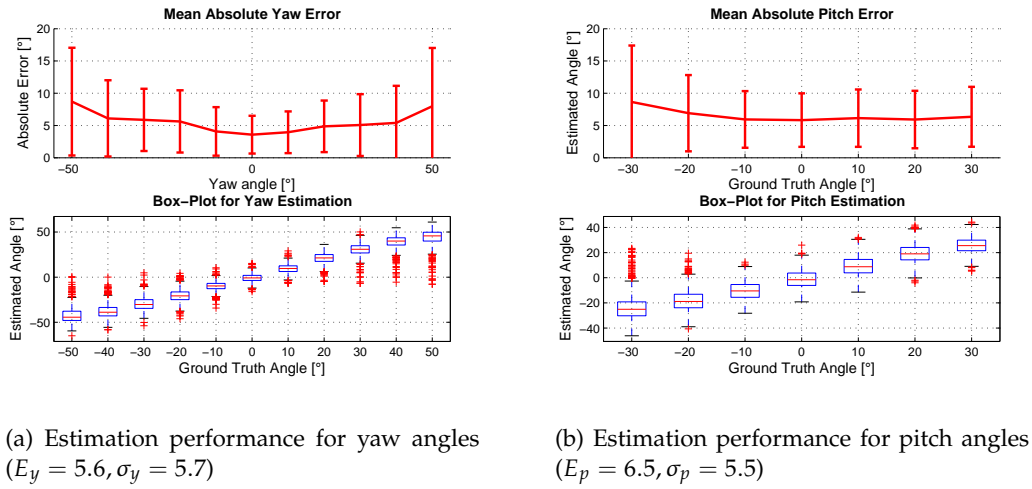 Mean Absolute Yaw Error
Absolute Error [°]
20
15
10
5
0
−50 0 50
Yaw angle [°]
Box−Plot for Yaw Estimation
Estimated Angle [°]
50
0
−50
−50 −40 −30 −20 −10 0 10 20 30 40 50
Ground Truth Angle [°]
Mean Absolute Pitch Error
Estimated Angle [°]
20
15
10
5
0
−30 −20 −10 0 10 20 30
Ground Truth Angle [°]
Box−Plot for Pitch Estimation
Estimated Angle [°]
40
20
0
−20
−40
−30 −20 −10 0 10 20 30
Ground Truth Angle [°]
(a) Estimation performance for yaw angles
(E_y = 5.6, σ_y = 5.7)
(b) Estimation performance for pitch angles
(E_p = 6.5, σ_p = 5.5)